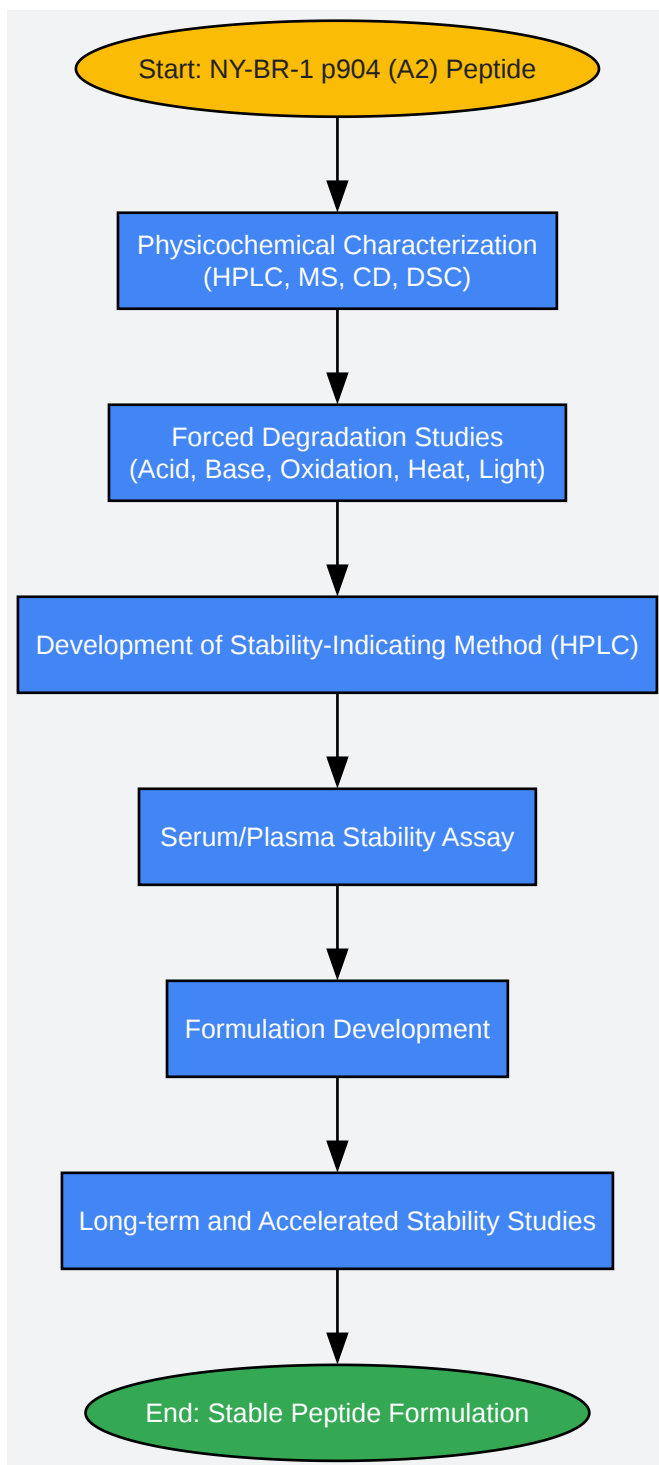 Start: NY-BR-1 p904 (A2) Peptide
Physicochemical Characterization
(HPLC, MS, CD, DSC)
Forced Degradation Studies
(Acid, Base, Oxidation, Heat, Light)
Development of Stability-Indicating Method (HPLC)
Serum/Plasma Stability Assay
Formulation Development
Long-term and Accelerated Stability Studies
End: Stable Peptide Formulation